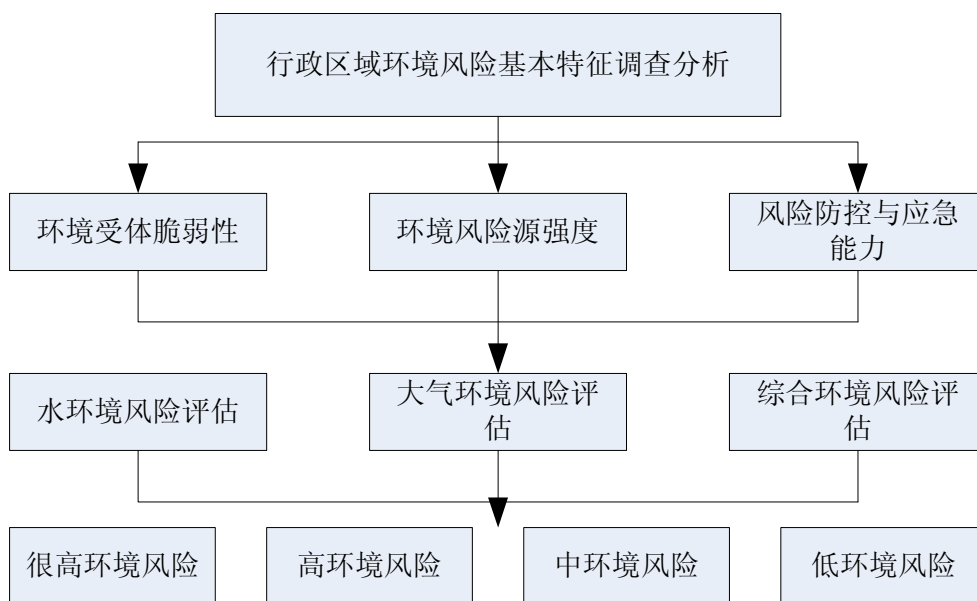 行政区域环境风险基本特征调查分析
环境受体脆弱性
环境风险源强度
风险防控与应急
能力
水环境风险评估
大气环境风险评
估
综合环境风险评
估
很高环境风险
高环境风险
中环境风险
低环境风险